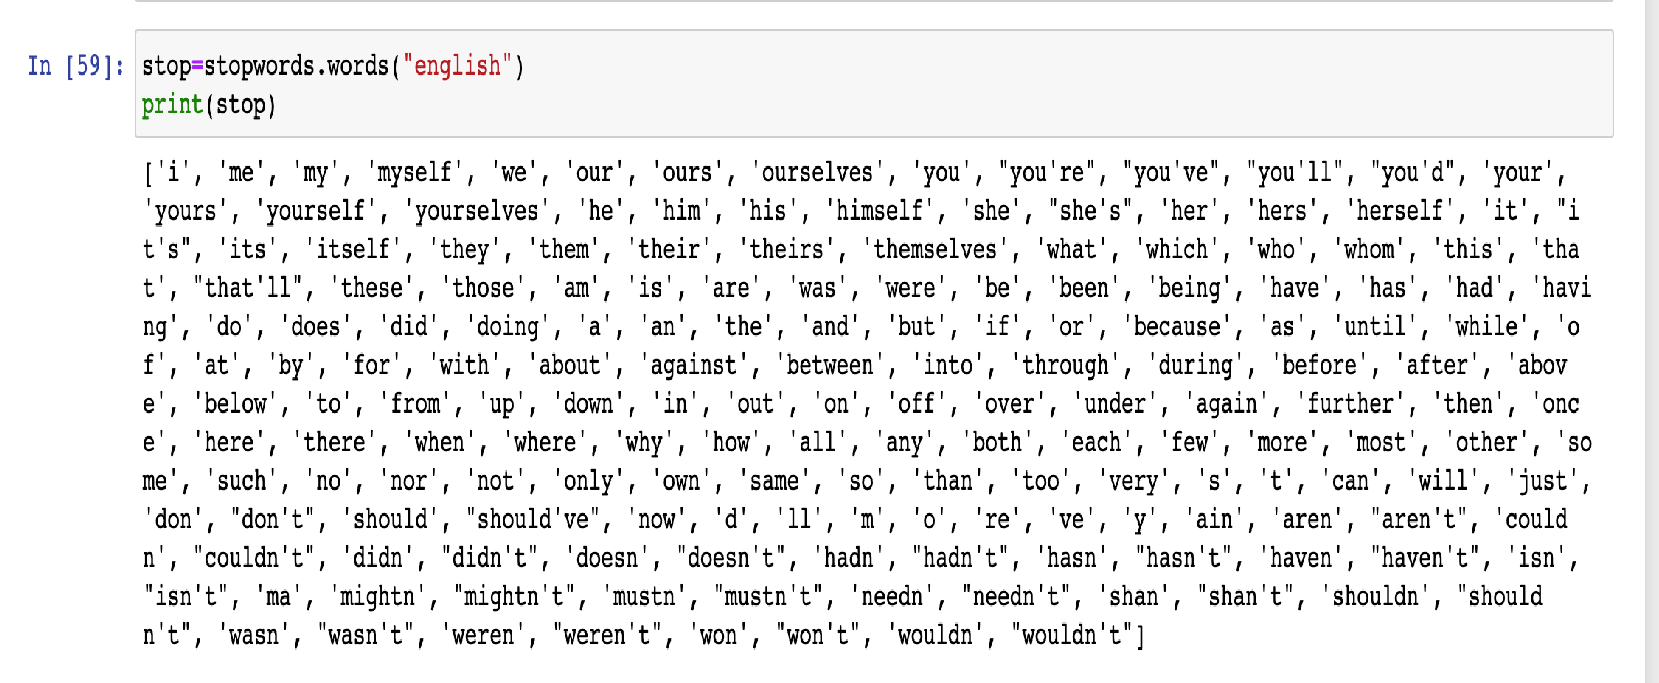 In [59]: stop=stopwords.words("english")
print(stop)
['i', 'me', 'my', 'myself', 'we', 'our', 'ours', 'ourselves', 'you', "you're", "you've", "you'll", "you'd", 'your',
'yours', 'yourself', 'yourselves', 'he', 'him', 'his', 'himself', 'she', "she's", 'her', 'hers', 'herself', 'it', "i
t's", 'its', 'itself', 'they', 'them', 'their', 'theirs', 'themselves', 'what', 'which', 'who', 'whom', 'this', 'tha
t', "that'll", 'these', 'those', 'am', 'is', 'are', 'was', 'were', 'be', 'been', 'being', 'have', 'has', 'had', 'havi
ng', 'do', 'does', 'did', 'doing', 'a', 'an', 'the', 'and', 'but', 'if', 'or', 'because', 'as', 'until', 'while', 'o
f', 'at', 'by', 'for', 'with', 'about', 'against', 'between', 'into', 'through', 'during', 'before', 'after', 'abov
e', 'below', 'to', 'from', 'up', 'down', 'in', 'out', 'on', 'off', 'over', 'under', 'again', 'further', 'then', 'onc
e', 'here', 'there', 'when', 'where', 'why', 'how', 'all', 'any', 'both', 'each', 'few', 'more', 'most', 'other', 'so
me', 'such', 'no', 'nor', 'not', 'only', 'own', 'same', 'so', 'than', 'too', 'very', 's', 't', 'can', 'will', 'just',
'don', "don't", 'should', "should've", 'now', 'd', 'll', 'm', 'o', 're', 've', 'y', 'ain', 'aren', "aren't", 'could
n', "couldn't", 'didn', "didn't", 'doesn', "doesn't", 'hadn', "hadn't", 'hasn', "hasn't", 'haven', "haven't", 'isn',
"isn't", 'ma', 'mightn', "mightn't", 'mustn', "mustn't", 'needn', "needn't", 'shan', "shan't", 'shouldn', "should
n't", 'wasn', "wasn't", 'weren', "weren't", 'won', "won't", 'wouldn', "wouldn't"]